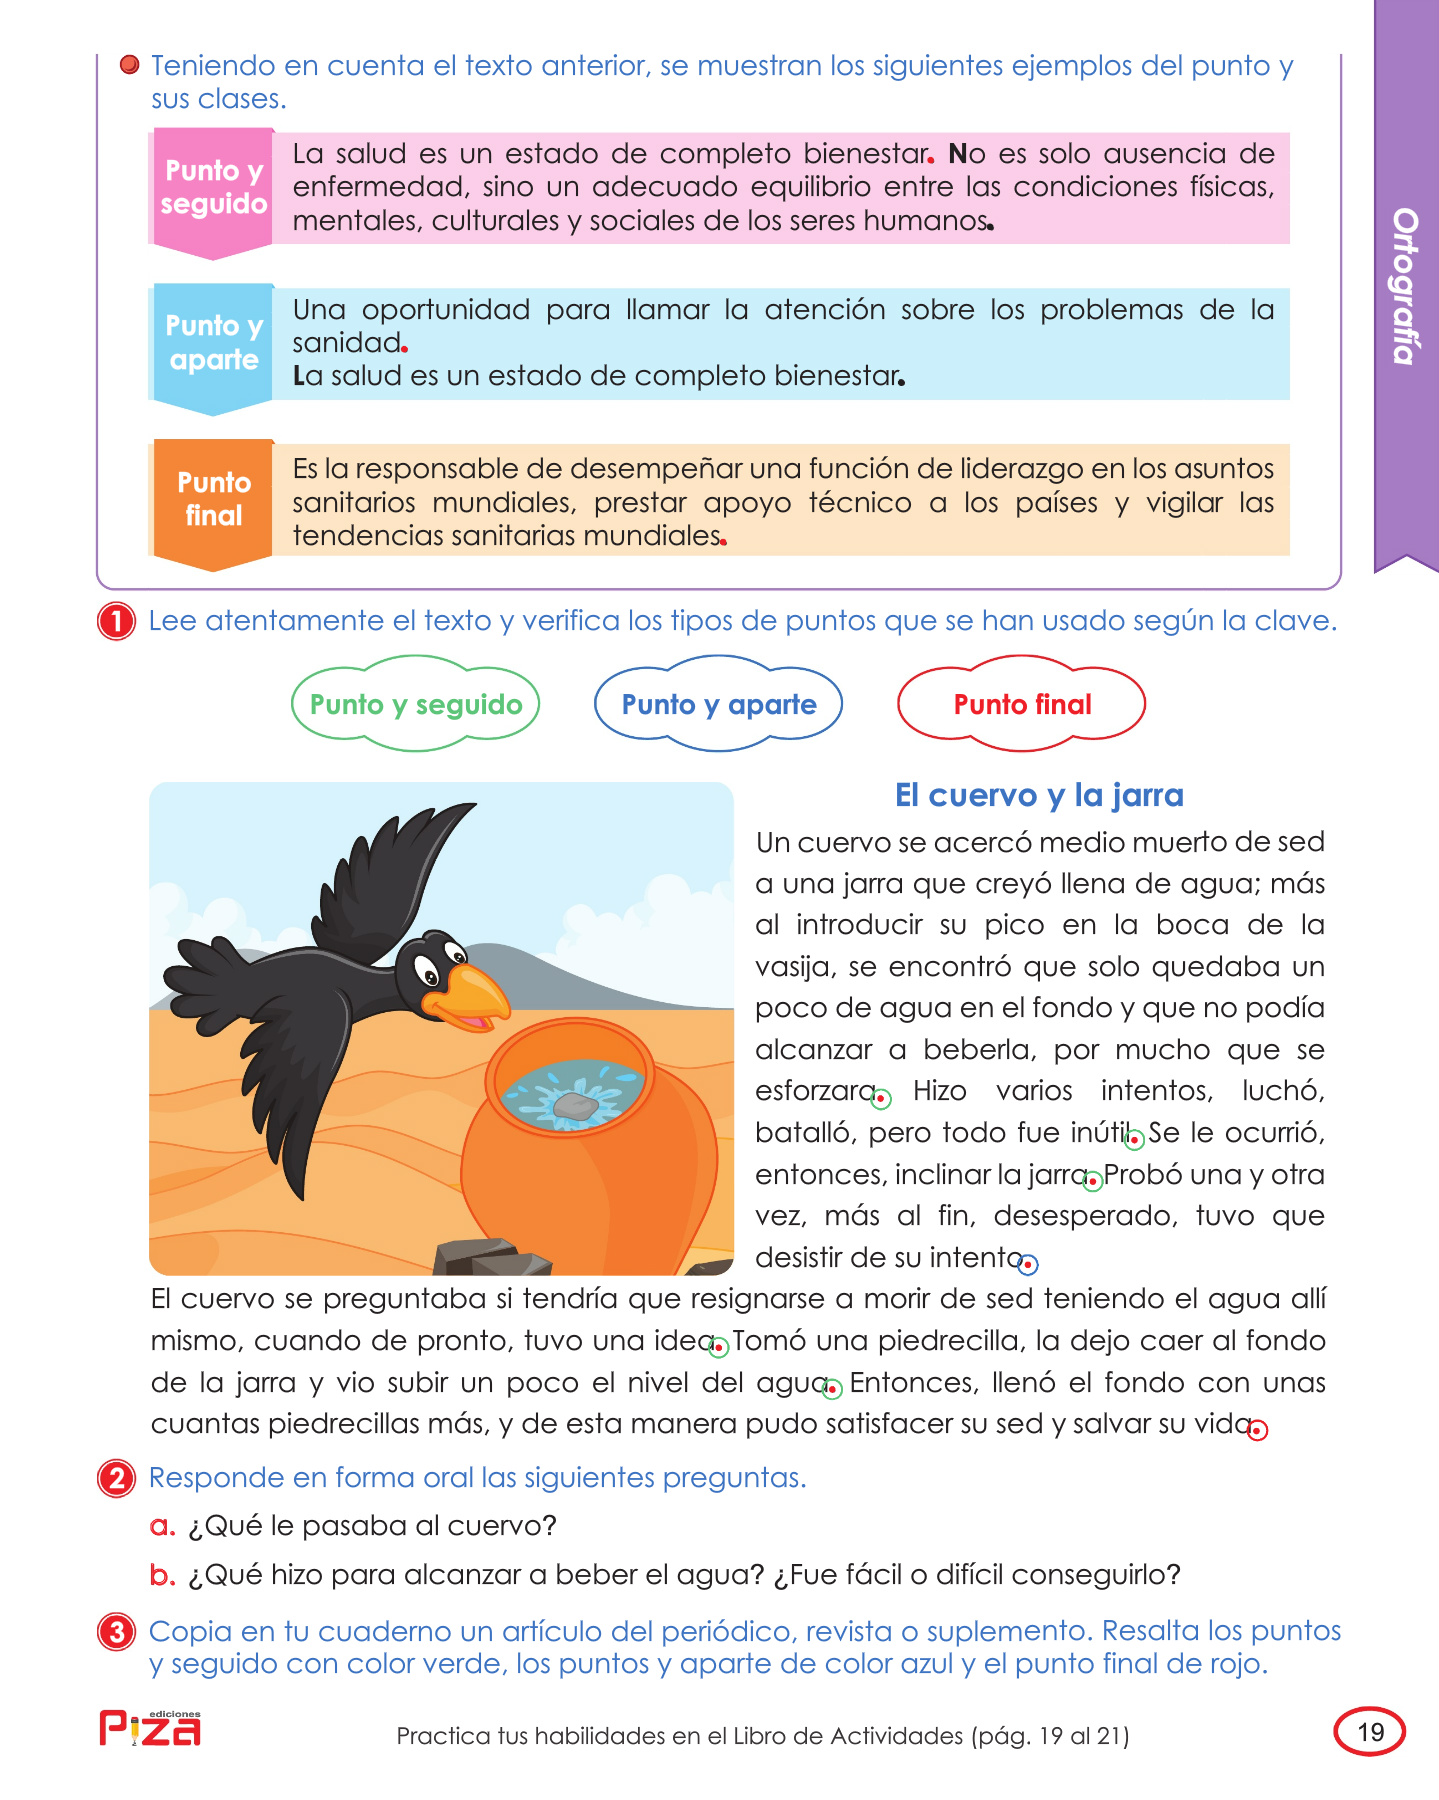 Teniendo en cuenta el texto anterior, se muestran los siguientes ejemplos del punto y
sus clases.
Punto y
seguido
La salud es un estado de completo bienestar. No es solo ausencia de
enfermedad, sino un adecuado equilibrio entre las condiciones físicas,
mentales, culturales y sociales de los seres humanos.
Punto y
aparte
Una oportunidad para llamar la atención sobre los problemas de la
sanidad.
La salud es un estado de completo bienestar.
Punto
final
Es la responsable de desempeñar una función de liderazgo en los asuntos
sanitarios mundiales, prestar apoyo técnico a los países y vigilar las
tendencias sanitarias mundiales.
Ortografía
1 Lee atentamente el texto y verifica los tipos de puntos que se han usado según la clave.
Punto y seguido
Punto y aparte
Punto final
El cuervo y la jarra
Un cuervo se acercó medio muerto de sed
a una jarra que creyó llena de agua; más
al introducir su pico en la boca de la
vasija, se encontró que solo quedaba un
poco de agua en el fondo y que no podía
alcanzar a beberla, por mucho que se
esforzara. Hizo varios intentos, luchó,
batalló, pero todo fue inútil. Se le ocurrió,
entonces, inclinar la jarra. Probó una y otra
vez, más al fin, desesperado, tuvo que
desistir de su intento.
El cuervo se preguntaba si tendría que resignarse a morir de sed teniendo el agua allí
mismo, cuando de pronto, tuvo una idea. Tomó una piedrecilla, la dejo caer al fondo
de la jarra y vio subir un poco el nivel del agua. Entonces, llenó el fondo con unas
cuantas piedrecillas más, y de esta manera pudo satisfacer su sed y salvar su vida.
2 Responde en forma oral las siguientes preguntas.
a. ¿Qué le pasaba al cuervo?
b. ¿Qué hizo para alcanzar a beber el agua? ¿Fue fácil o difícil conseguirlo?
3 Copia en tu cuaderno un artículo del periódico, revista o suplemento. Resalta los puntos
y seguido con color verde, los puntos y aparte de color azul y el punto final de rojo.
ediciones
PiZA
Practica tus habilidades en el Libro de Actividades (pág. 19 al 21)
19